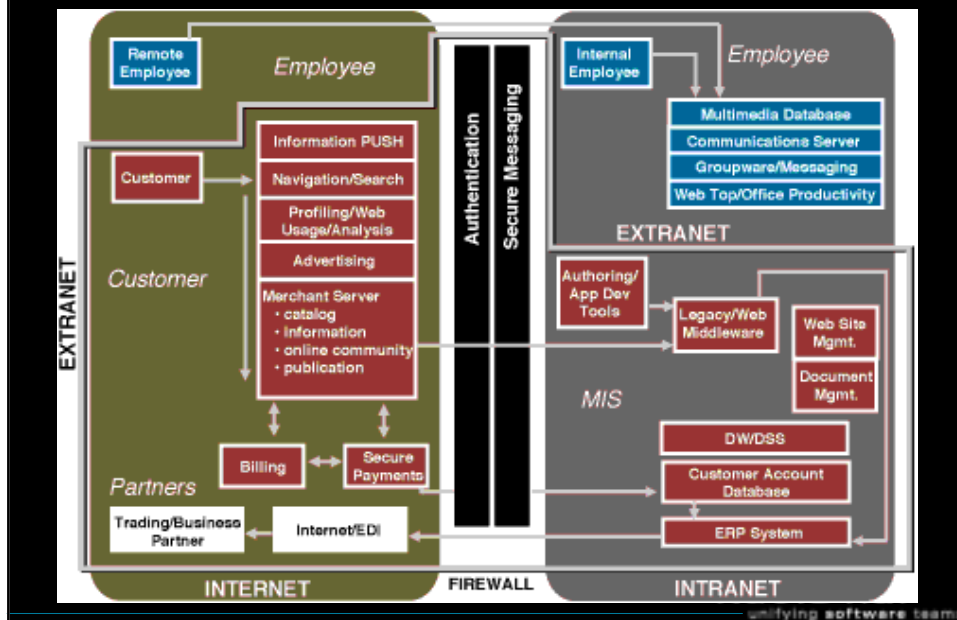 Remote
Employee
Employee
Information PUSH
Customer
Navigation/Search
Profiling/Web
Usage/Analysis
Advertising
Customer
Merchant Server
• catalog
• Information
• online community
• publication
Billing
Secure
Payments
Partners
Trading/Business
Partner
Internet/EDI
INTERNET
EXTRANET
Authentication
Secure Messaging
FIREWALL
Internal
Employee
Employee
Multimedia Database
Communications Server
Groupware/Messaging
Web Top/Office Productivity
EXTRANET
Authoring/
App Dev
Tools
Legacy/Web
Middleware
Web Site
Mgmt.
Document
Mgmt.
MIS
DW/DSS
Customer Account
Database
ERP System
INTRANET
unifying software team